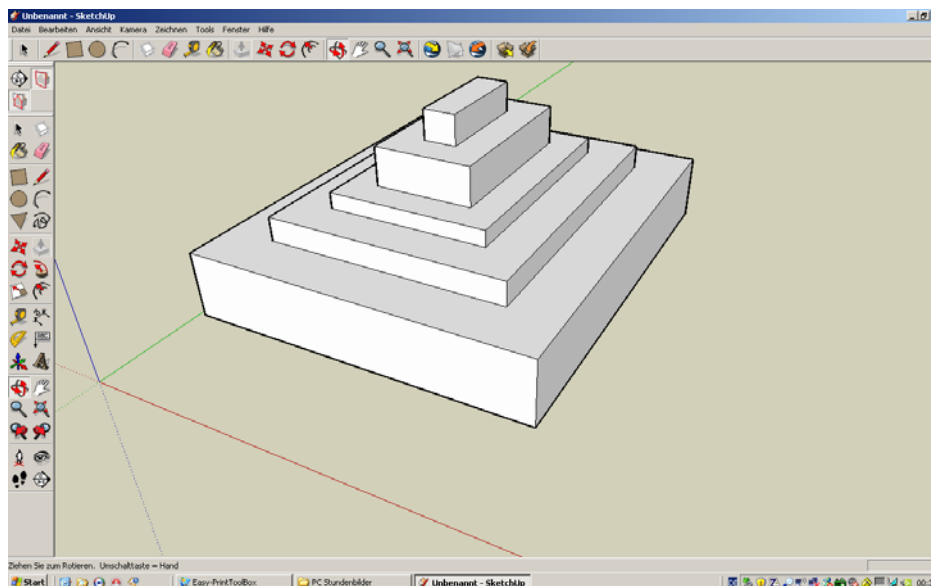 Unbenannt - SketchUp
Datei Bearbeiten Ansicht Kamera Zeichnen Tools Fenster Hilfe
Ziehen Sie zum Rotieren. Umschalttaste = Hand
Start Easy-PrintToolBox PC Stundenbilder Unbenannt - SketchUp